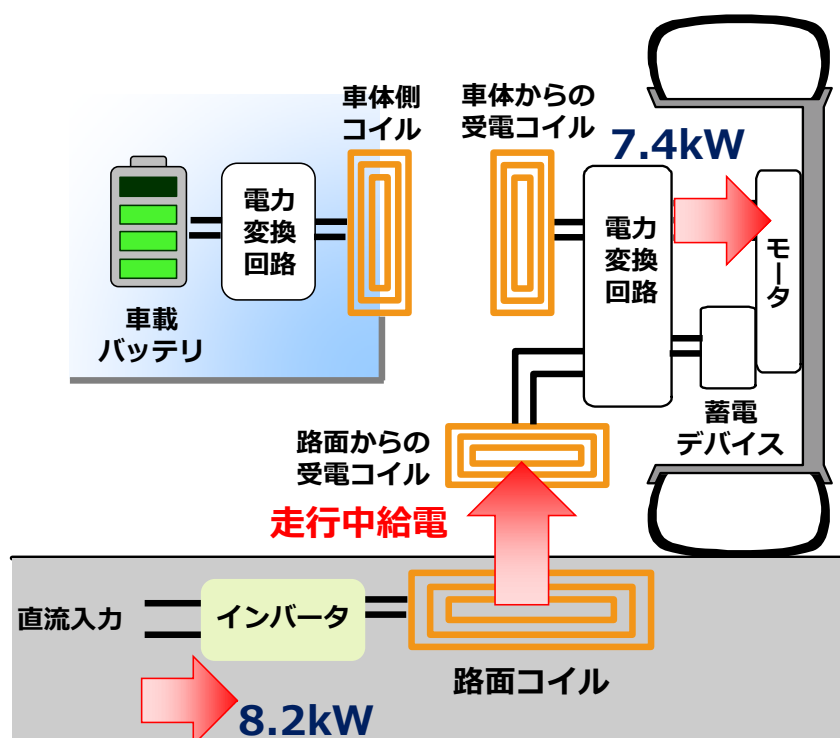 車体側
コイル
車体からの
受電コイル
7.4kW
電力
変換
回路
電力
変換
回路
モータ
車載
バッテリ
蓄電
デバイス
路面からの
受電コイル
走行中給電
直流入力
インバータ
路面コイル
8.2kW